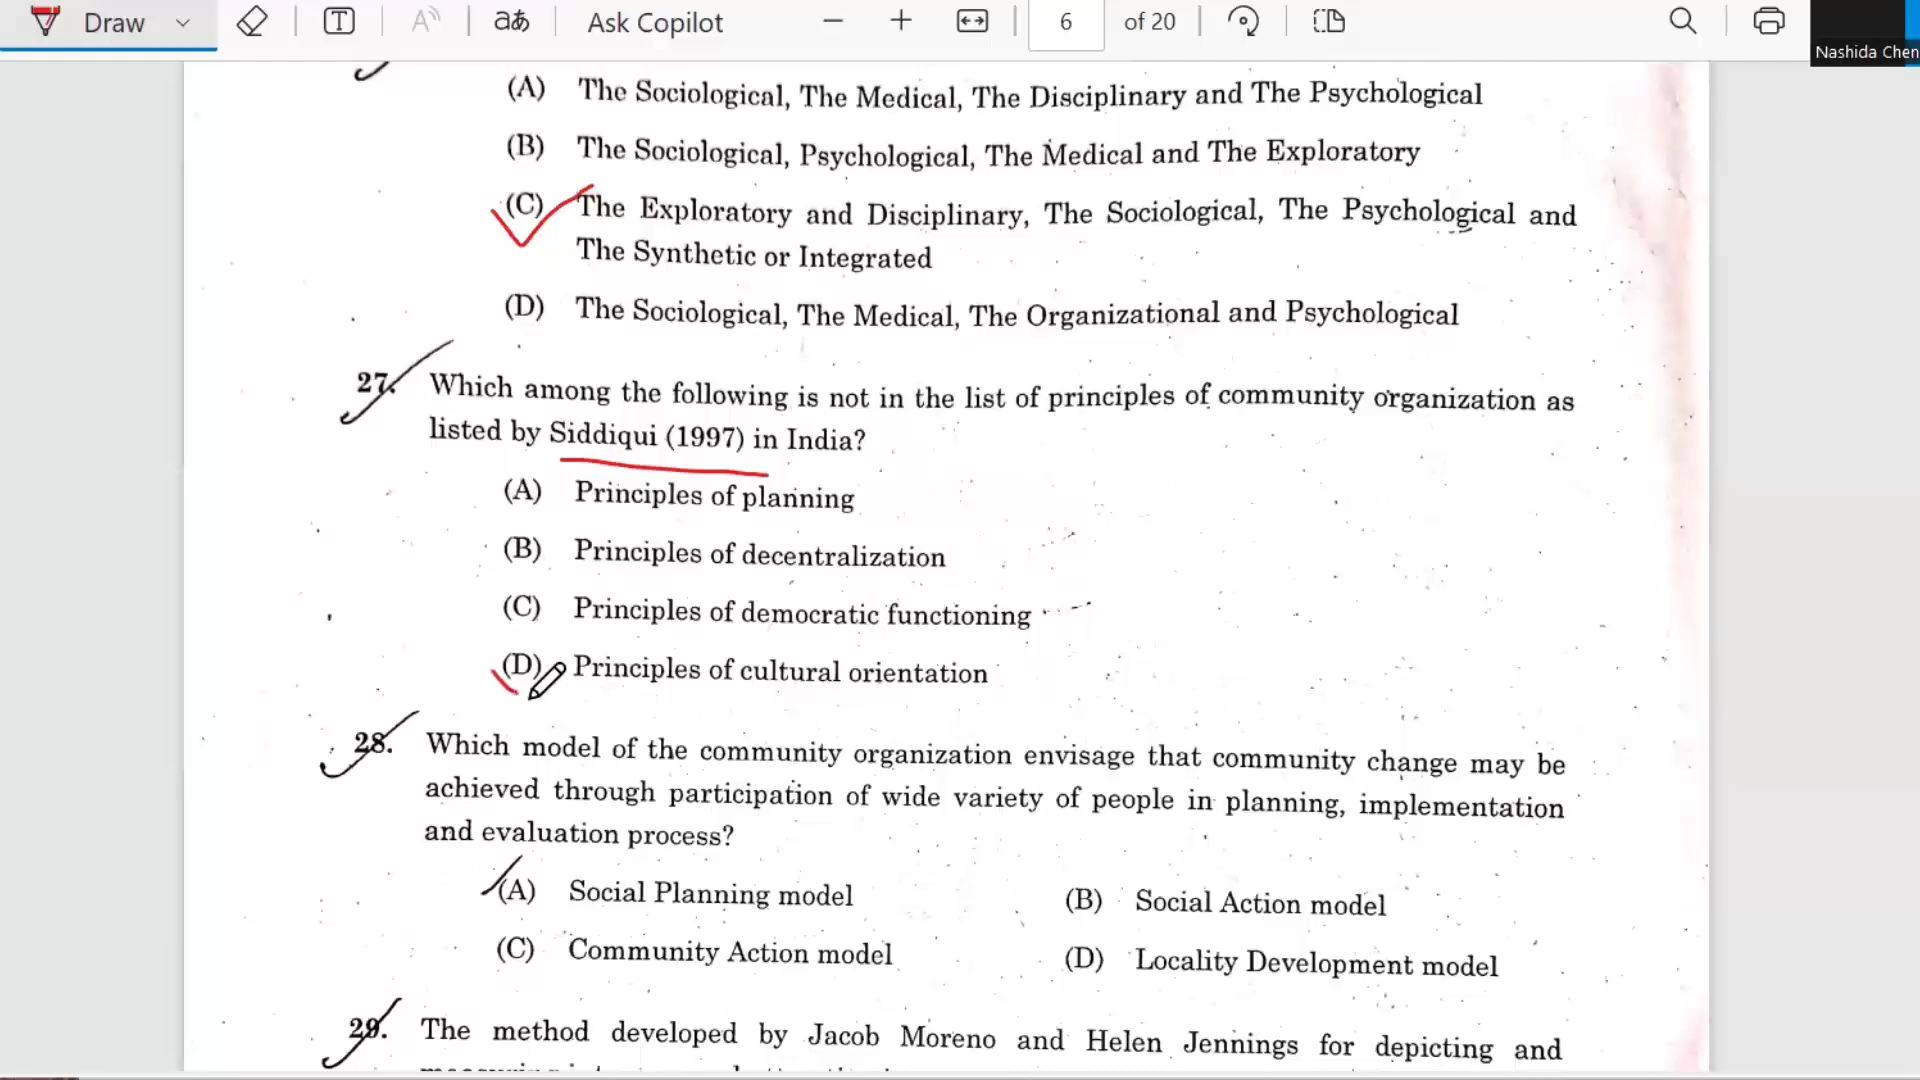 Draw
T
A
aあ
Ask Copilot
6 of 20
Nashida Chen
(A) The Sociological, The Medical, The Disciplinary and The Psychological
(B) The Sociological, Psychological, The Medical and The Exploratory
(C) The Exploratory and Disciplinary, The Sociological, The Psychological and
The Synthetic or Integrated
(D) The Sociological, The Medical, The Organizational and Psychological
27. Which among the following is not in the list of principles of community organization as
listed by Siddiqui (1997) in India?
(A) Principles of planning
(B) Principles of decentralization
(C) Principles of democratic functioning
(D) Principles of cultural orientation
28. Which model of the community organization envisage that community change may be
achieved through participation of wide variety of people in planning, implementation
and evaluation process?
(A) Social Planning model
(B) Social Action model
(C) Community Action model
(D) Locality Development model
29. The method developed by Jacob Moreno and Helen Jennings for depicting and